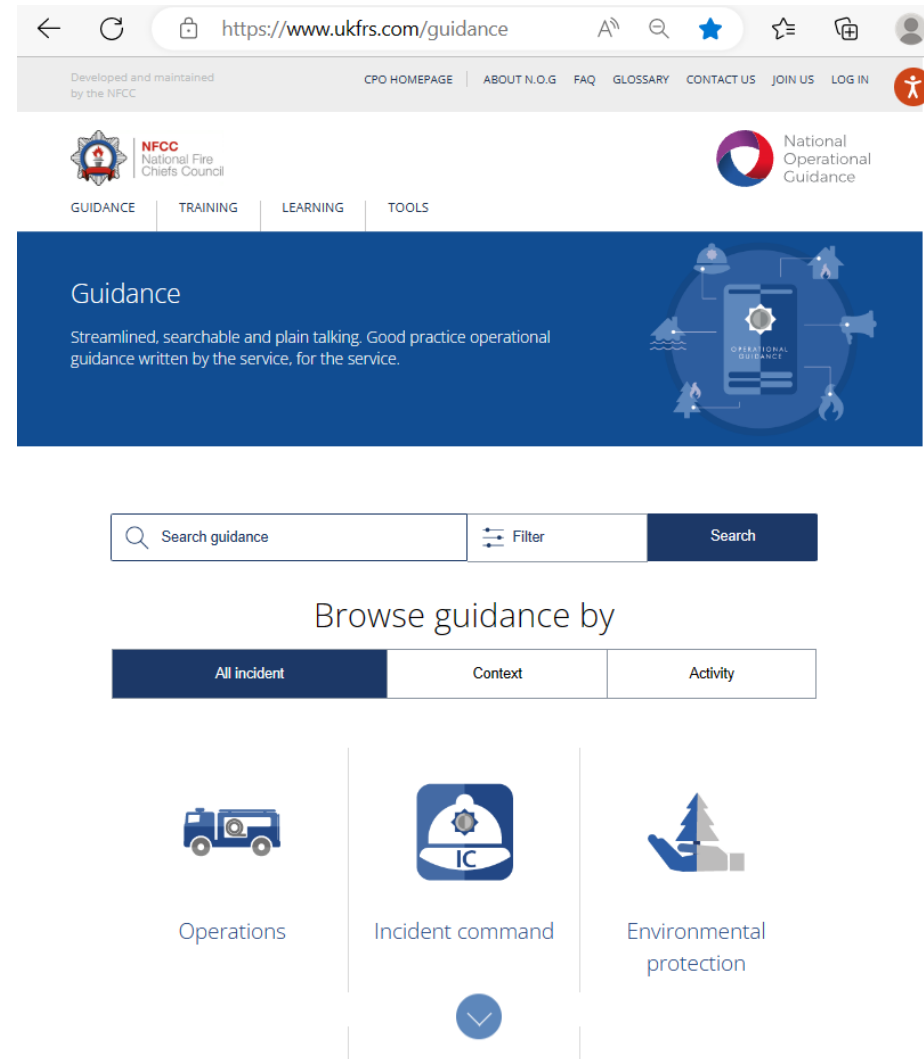 https://www.ukfrs.com/guidance
Developed and maintained
by the NFCC
CPO HOMEPAGE
ABOUT N.O.G
FAQ
GLOSSARY
CONTACT US
JOIN US
LOG IN
NFCC
National Fire
Chiefs Council
National
Operational
Guidance
GUIDANCE
TRAINING
LEARNING
TOOLS
Guidance
Streamlined, searchable and plain talking. Good practice operational
guidance written by the service, for the service.
OPERATIONAL
GUIDANCE
Search guidance
Filter
Search
Browse guidance by
All incident
Context
Activity
IC
Operations
Incident command
Environmental
protection